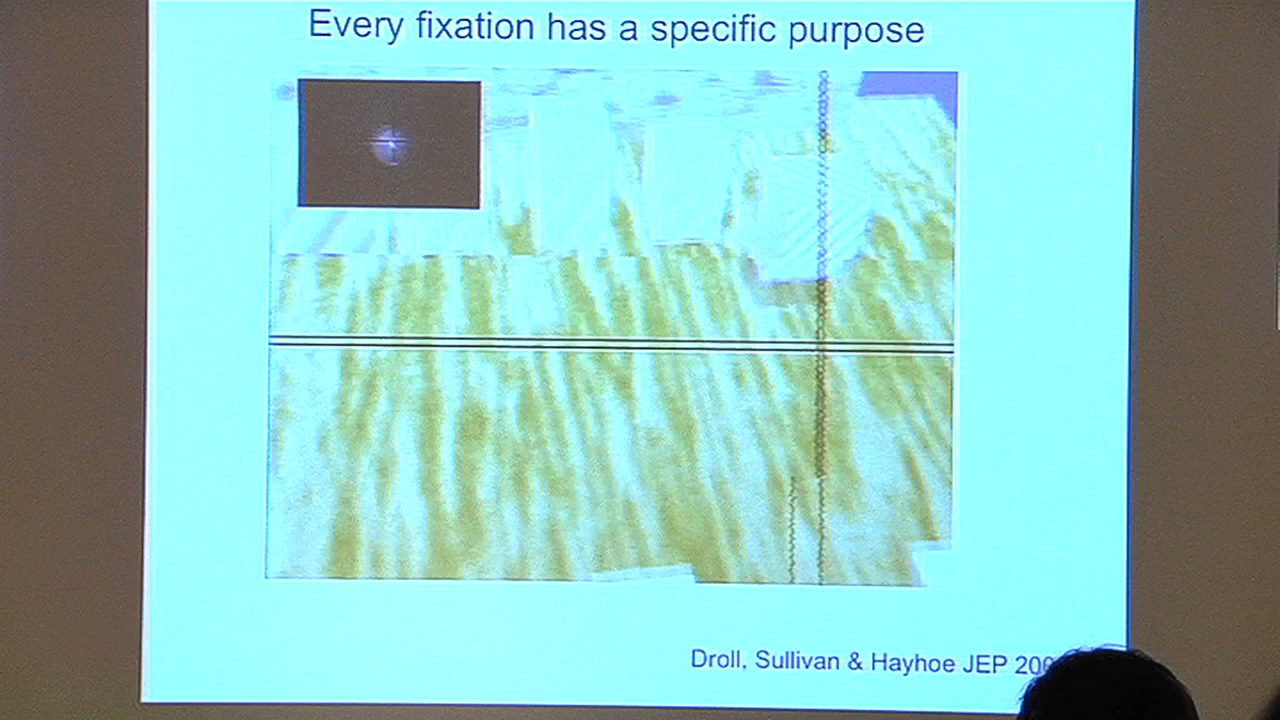 Every fixation has a specific purpose
Droll, Sullivan & Hayhoe JEP